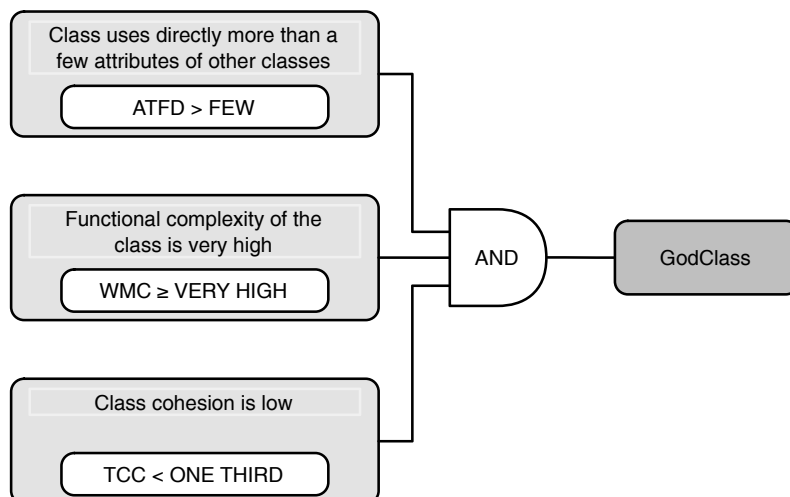 Class uses directly more than a
few attributes of other classes
ATFD > FEW
Functional complexity of the
class is very high
WMC ≥ VERY HIGH
AND
GodClass
Class cohesion is low
TCC < ONE THIRD